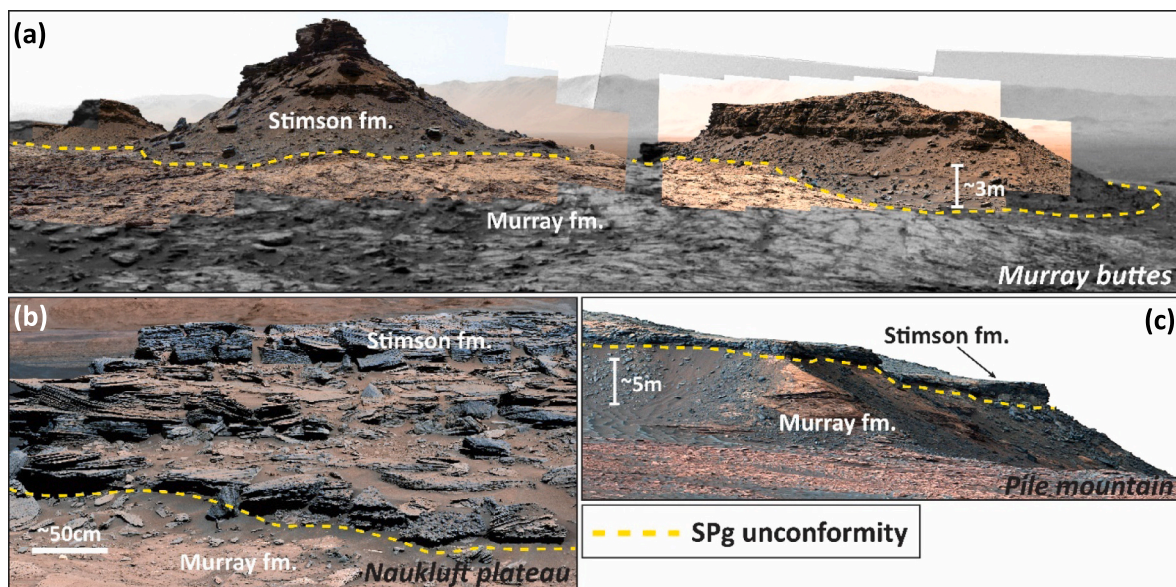 (a)
Stimson fm.
~3m
Murray fm.
Murray buttes
(b)
Stimson fm.
~50cm
Murray fm.
Naukluft plateau
(c)
Stimson fm.
~5m
Murray fm.
Pile mountain
SPg unconformity